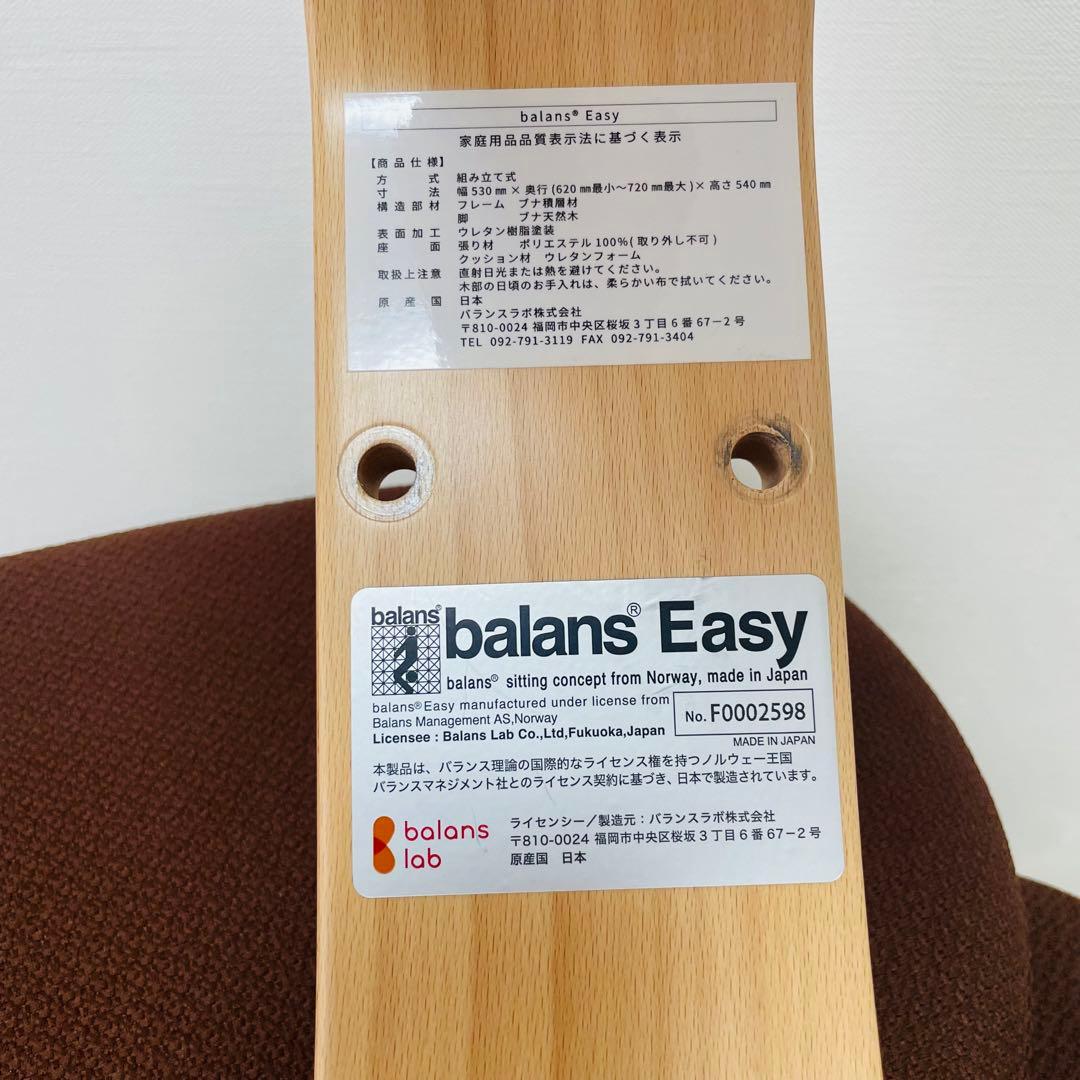 balans® Easy
家庭用品品質表示法に基づく表示
【商品仕様】
方 式 組み立て式
寸 法 幅 530 ㎜ × 奥行 (620 ㎜最小～720 ㎜最大 )× 高さ 540 ㎜
構造部材 フレーム ブナ積層材
脚 ブナ天然木
表面加工 ウレタン樹脂塗装
座 面 張り材 ポリエステル 100%( 取り外し不可 )
クッション材 ウレタンフォーム
取扱上注意 直射日光または熱を避けてください。
木部の日頃のお手入れは、柔らかい布で拭いてください。
原 産 国 日本
バランスラボ株式会社
〒810-0024 福岡市中央区桜坂 3 丁目 6 番 67－2 号
TEL 092-791-3119 FAX 092-791-3404
balans®
balans® Easy
balans® sitting concept from Norway, made in Japan
balans® Easy manufactured under license from
Balans Management AS,Norway
Licensee : Balans Lab Co.,Ltd,Fukuoka,Japan
No. F0002598
MADE IN JAPAN
本製品は、バランス理論の国際的なライセンス権を持つノルウェー王国
バランスマネジメント社とのライセンス契約に基づき、日本で製造されています。
balans
lab
ライセンシー／製造元：バランスラボ株式会社
〒810-0024 福岡市中央区桜坂 3 丁目 6 番 67－2 号
原産国 日本